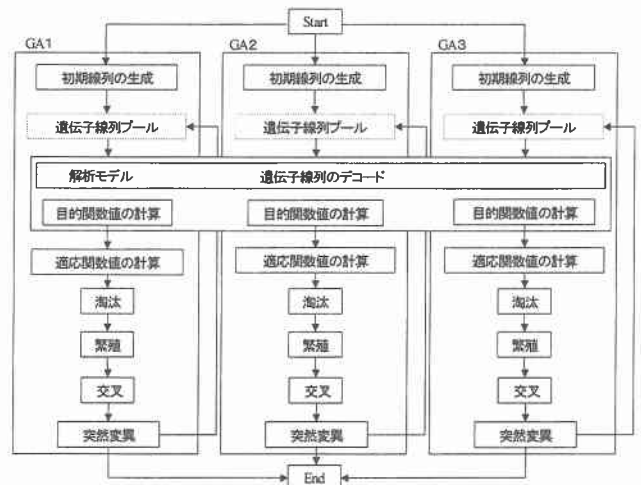 Start
GA1
GA2
GA3
初期線列の生成
初期線列の生成
初期線列の生成
遺伝子線列プール
遺伝子線列プール
遺伝子線列プール
解析モデル 遺伝子線列のデコード
目的関数値の計算
目的関数値の計算
目的関数値の計算
適応関数値の計算
適応関数値の計算
適応関数値の計算
淘汰
淘汰
淘汰
繁殖
繁殖
繁殖
交叉
交叉
交叉
突然変異
突然変異
突然変異
End